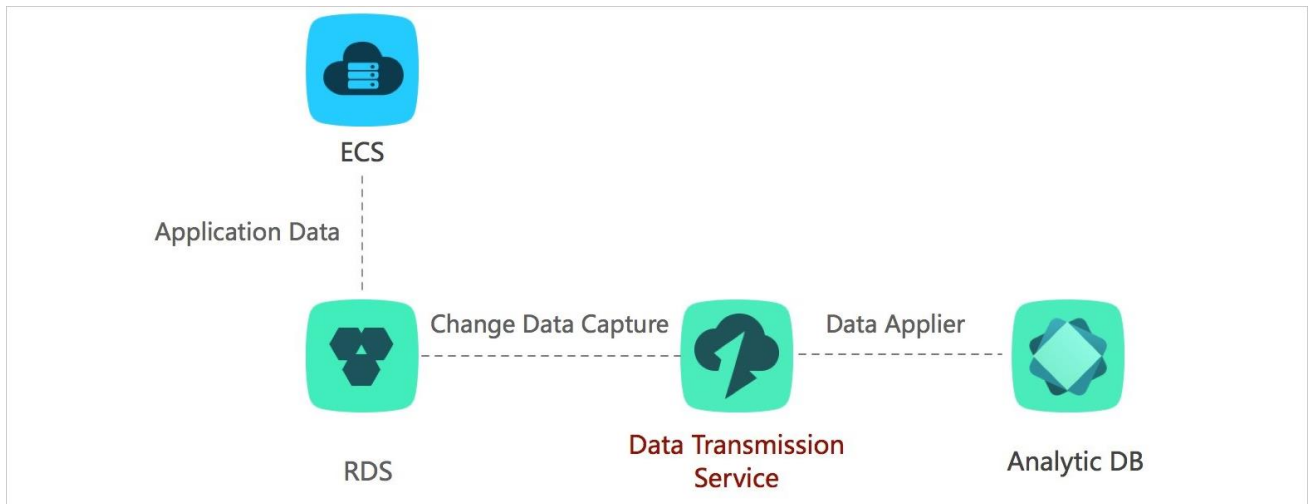 ECS
Application Data
Change Data Capture
Data Applier
RDS
Data Transmission
Service
Analytic DB